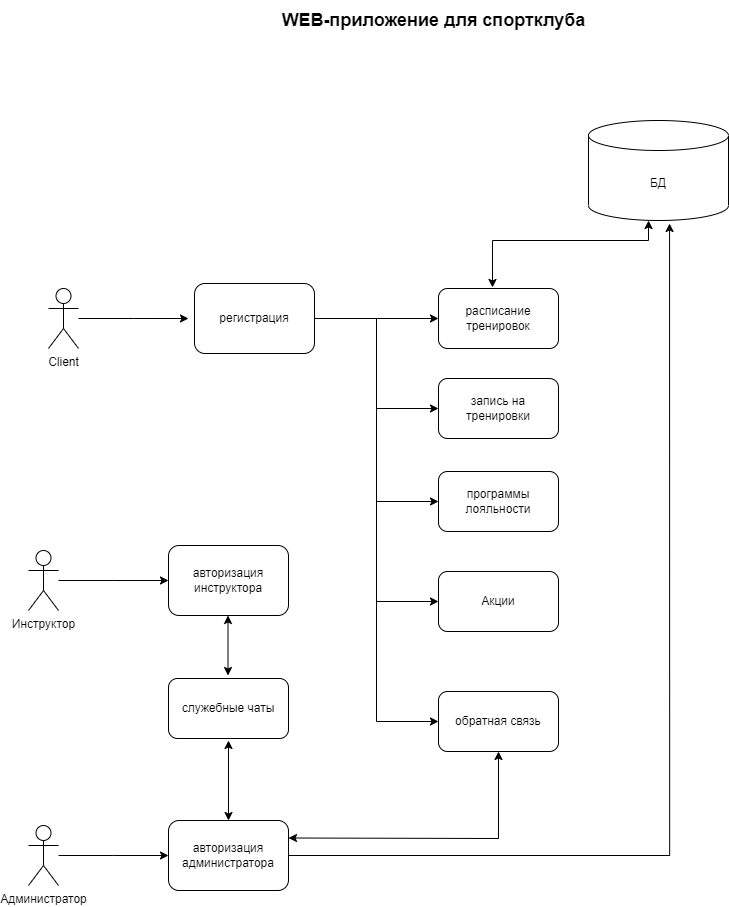 WEB-приложение для спортклуба
БД
регистрация
расписание
тренировок
Client
запись на
тренировки
программы
лояльности
авторизация
инструктора
Инструктор
Акции
служебные чаты
обратная связь
авторизация
администратора
Администратор